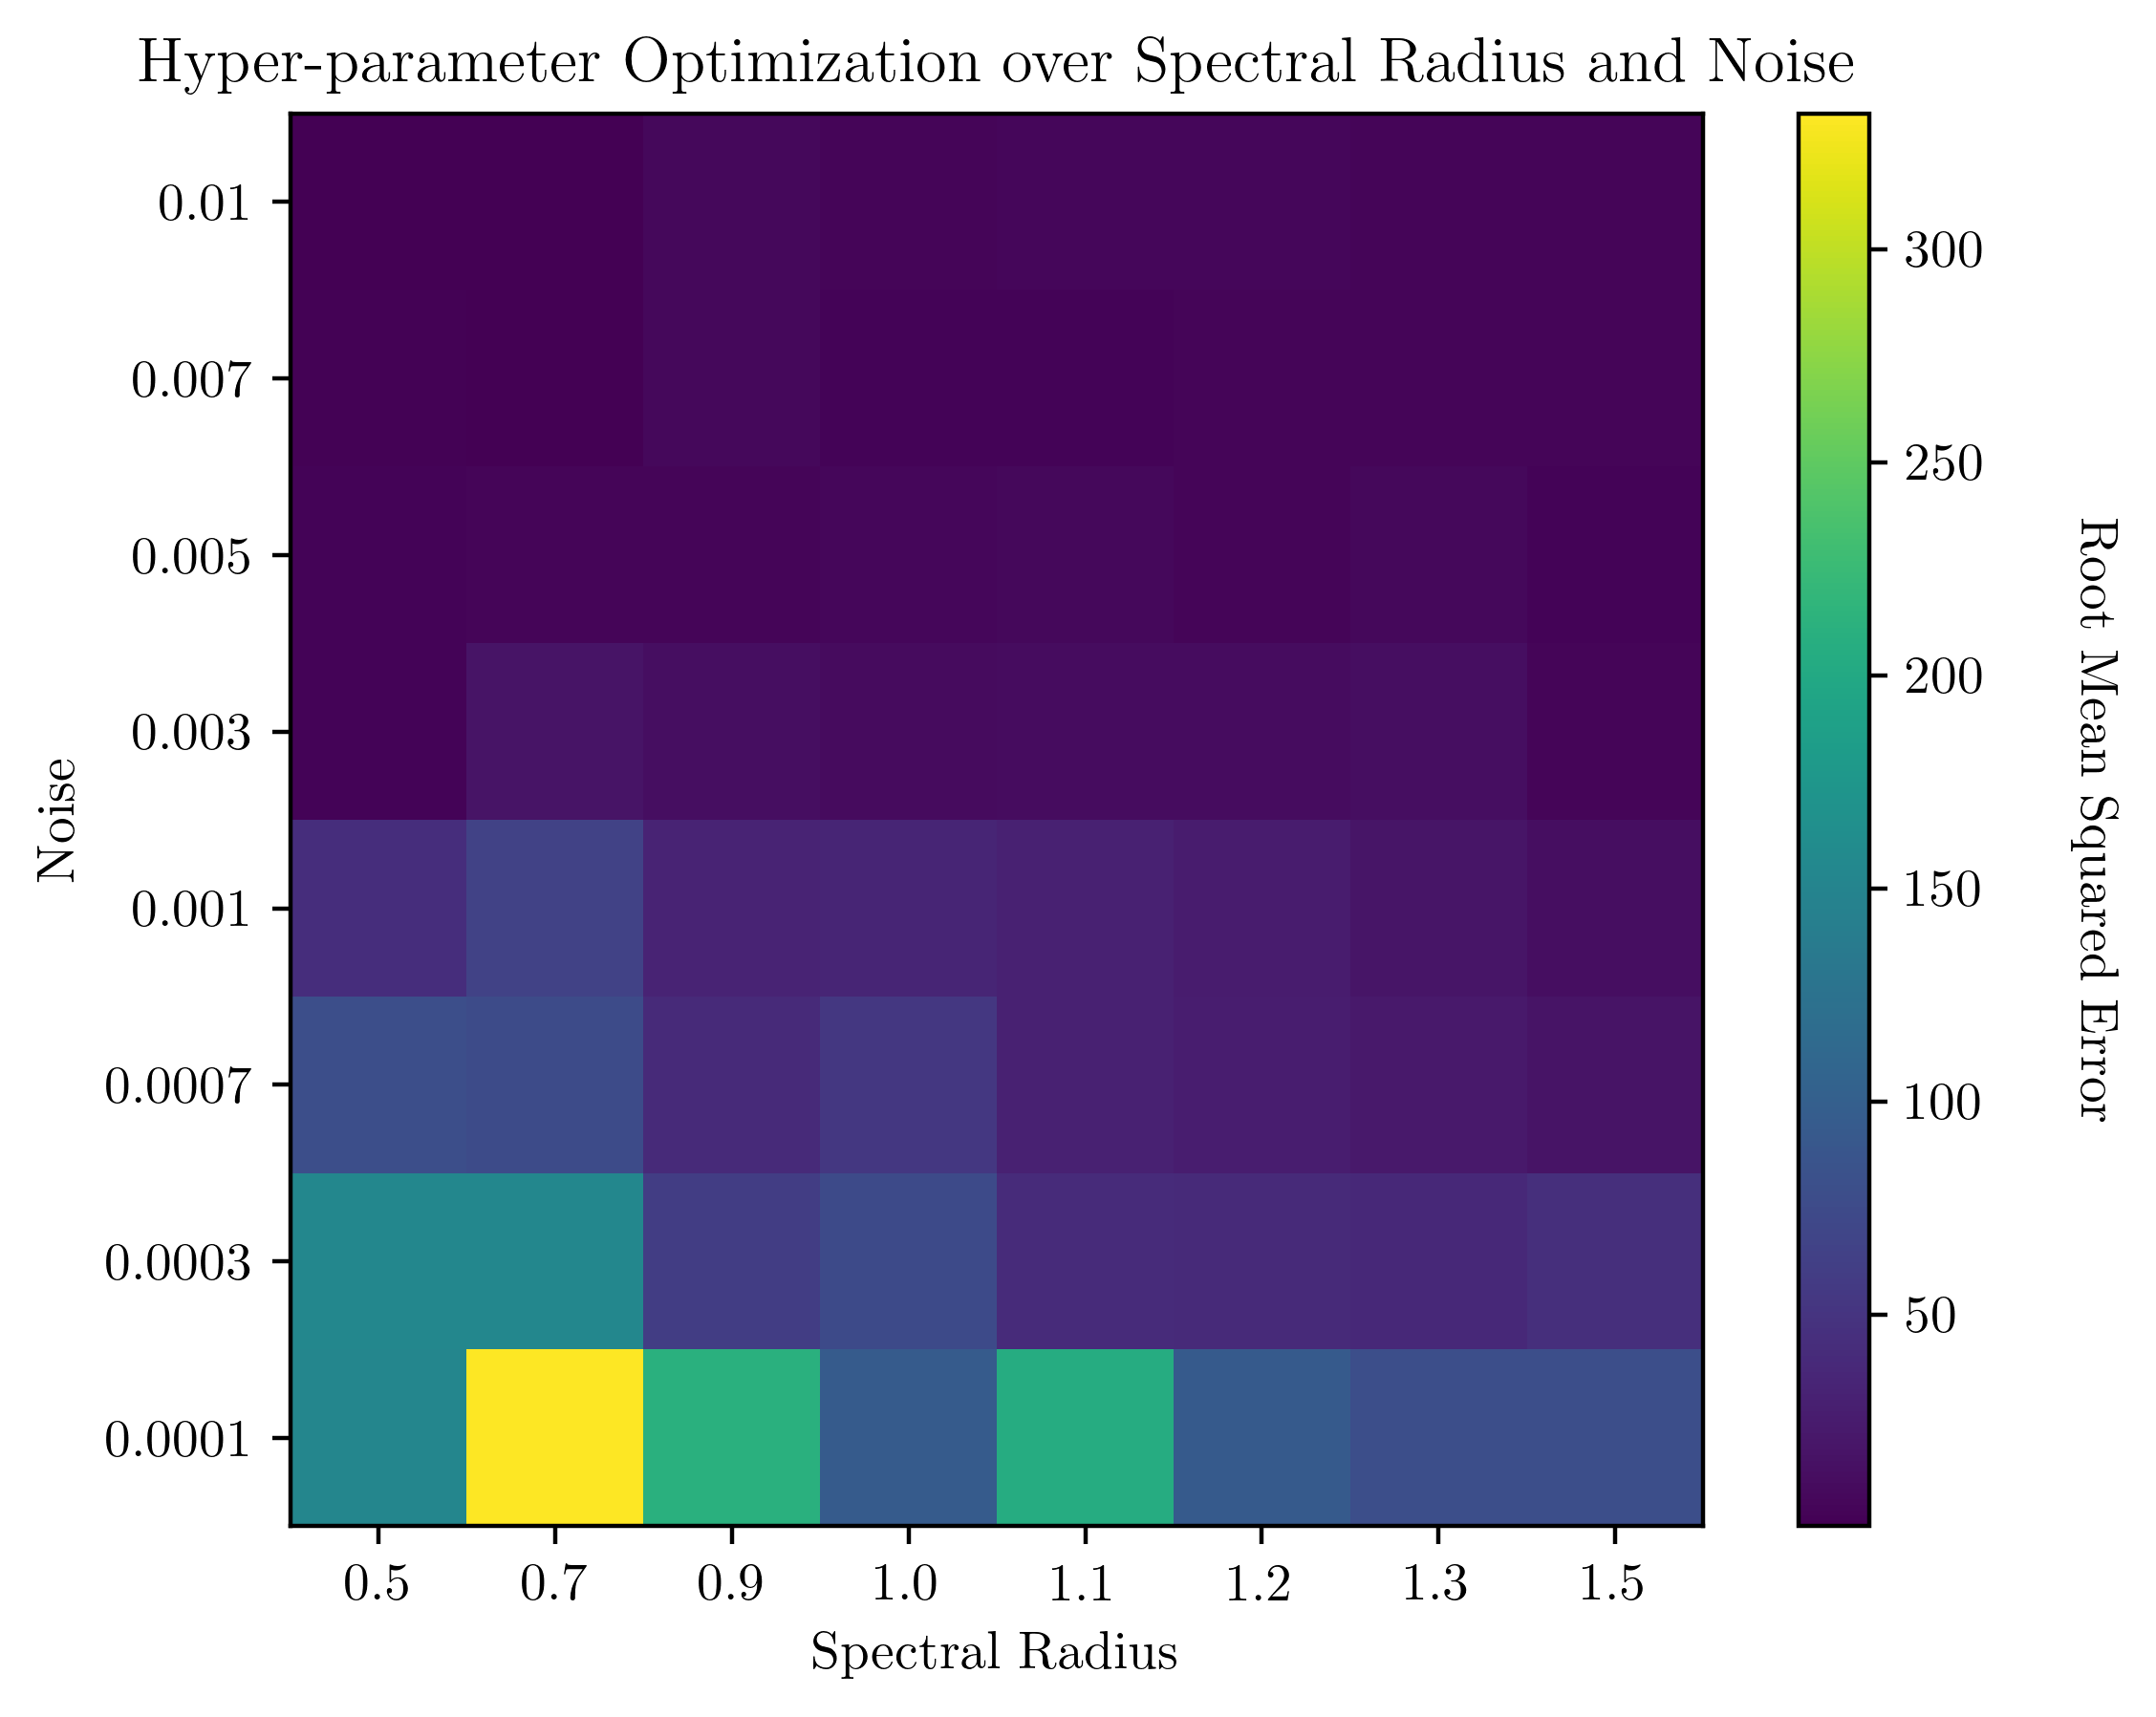 Hyper-parameter Optimization over Spectral Radius and Noise
Noise
0.01
0.007
0.005
0.003
0.001
0.0007
0.0003
0.0001
0.5 0.7 0.9 1.0 1.1 1.2 1.3 1.5
Spectral Radius
300
250
200
150
100
50
Root Mean Squared Error